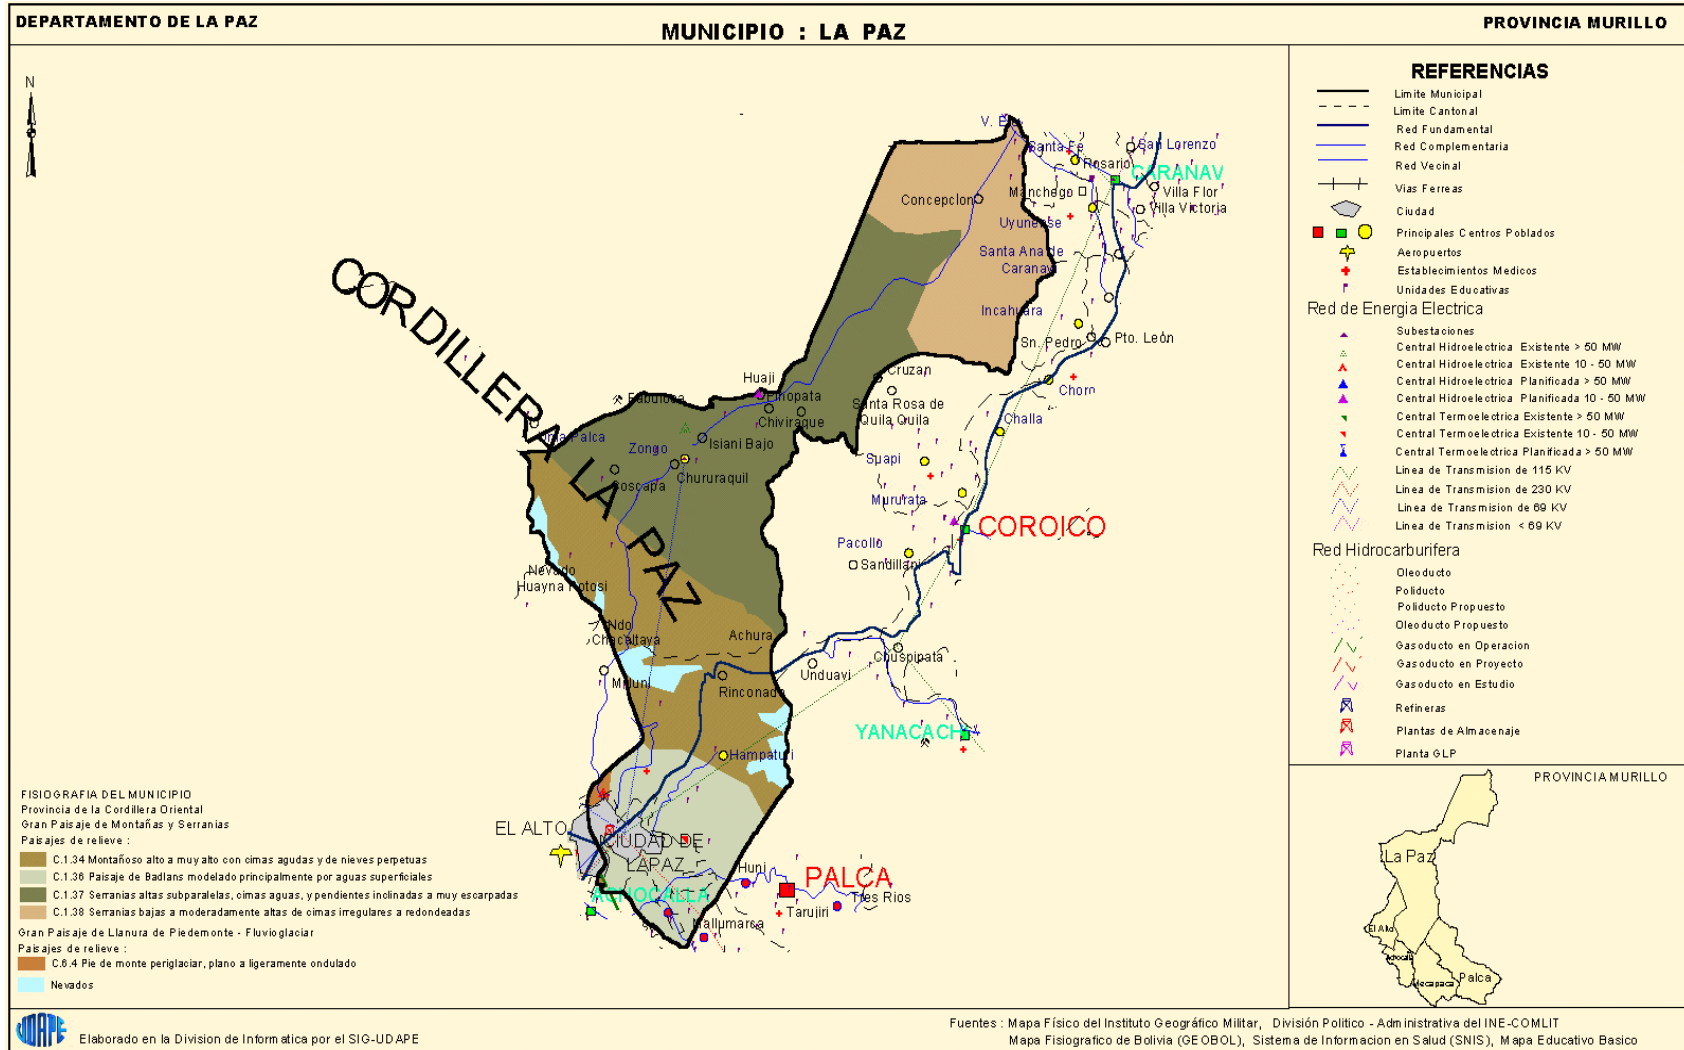 DEPARTAMENTO DE LA PAZ
MUNICIPIO : LA PAZ
PROVINCIA MURILLO
N
REFERENCIAS
Limite Municipal
Limite Cantonal
Red Fundamental
Red Complementaria
Red Vecinal
Vias Ferreas
Ciudad
Principales Centros Poblados
Aeropuertos
Establecimientos Medicos
Unidades Educativas
Red de Energia Electrica
Subestaciones
Central Hidroelectrica Existente > 50 MW
Central Hidroelectrica Existente 10 - 50 MW
Central Hidroelectrica Planificada > 50 MW
Central Hidroelectrica Planificada 10 - 50 MW
Central Termoelectrica Existente > 50 MW
Central Termoelectrica Existente 10 - 50 MW
Central Termoelectrica Planificada > 50 MW
Linea de Transmision de 115 KV
Linea de Transmision de 230 KV
Linea de Transmision de 69 KV
Linea de Transmision < 69 KV
Red Hidrocarburifera
Oleoducto
Poliducto
Poliducto Propuesto
Oleoducto Propuesto
Gasoducto en Operacion
Gasoducto en Proyecto
Gasoducto en Estudio
Refineras
Plantas de Almacenaje
Planta GLP
Santa Fe
San Lorenzo
Rosario
CARANAV
Manchego
Villa Flor
Villa Victoria
Concepcion
Uyunense
Santa Ana de
Caranavi
Incahuara
Sn. Pedro
Pto. León
CORDILLERA LA PAZ
Huaji
Cruzan
Choro
Chiviraque
Santa Rosa de
Quila Quila
Challa
Zongo
Isiani Bajo
Chururaquil
Coscapa
Suapi
Mururata
COROICO
Pacollo
Sandillani
Nevado
Huayna Potosi
Ndo
Chacaltaya
Achura
Chuspipata
Unduavi
Miluni
Rinconada
YANACACH
Hampaturi
EL ALTO
CIUDAD DE
LAPAZ
Huni
PALCA
ACHOCALLA
Tres Rios
Tarujiri
Mallumarca
FISIOGRAFIA DEL MUNICIPIO
Provincia de la Cordillera Oriental
Gran Paisaje de Montañas y Serranias
Paisajes de relieve :
C.1.34 Montañoso alto a muy alto con cimas agudas y de nieves perpetuas
C.1.36 Paisaje de Badlans modelado principalmente por aguas superficiales
C.1.37 Serranias altas subparalelas, cimas aguas, y pendientes inclinadas a muy escarpadas
C.1.38 Serranias bajas a moderadamente altas de cimas irregulares a redondeadas
Gran Paisaje de Llanura de Piedemonte - Fluvioglaciar
Paisajes de relieve :
C.6.4 Pie de monte periglaciar, plano a ligeramente ondulado
Nevados
PROVINCIA MURILLO
La Paz
El Alto
Achocalla
Mecapaca
Palca
UDAPE
Elaborado en la Division de Informatica por el SIG-UDAPE
Fuentes : Mapa Físico del Instituto Geográfico Militar, División Politico - Administrativa del INE-COMLIT
Mapa Fisiografico de Bolivia (GEOBOL), Sistema de Informacion en Salud (SNIS), Mapa Educativo Basico